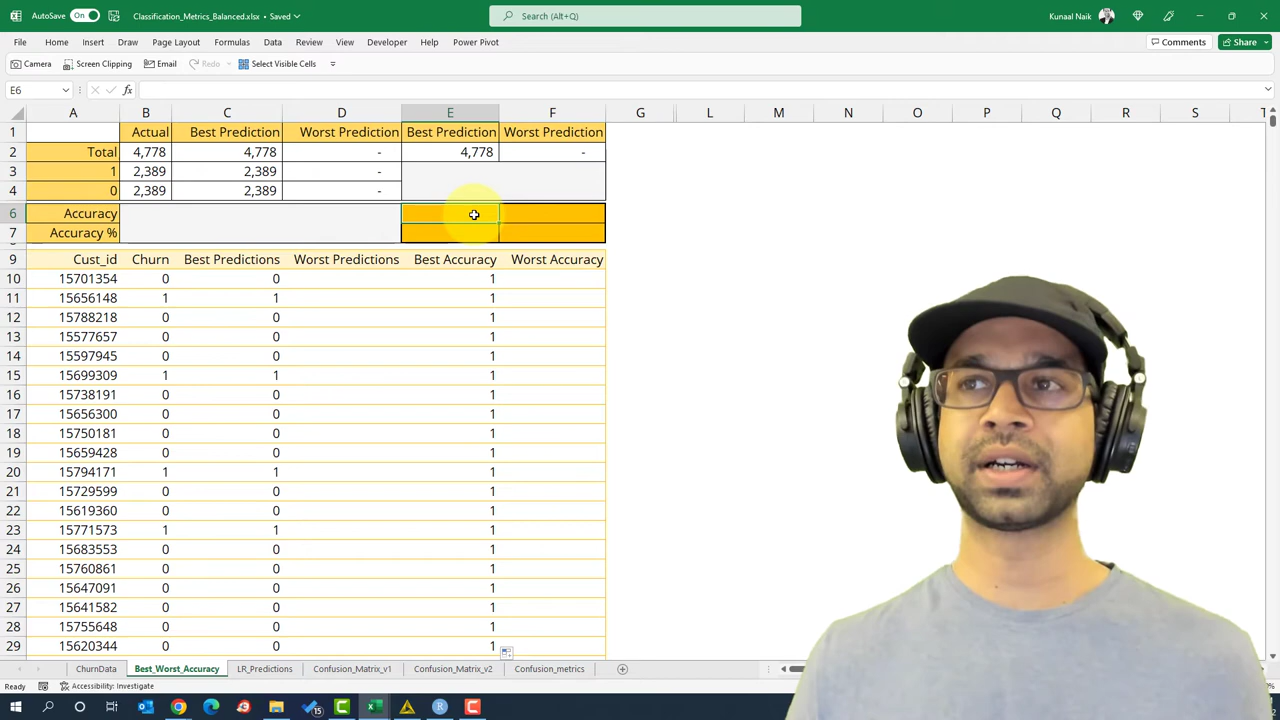 AutoSave On Classification_Metrics_Balanced.xlsx • Saved Search (Alt+Q) Kunaal Naik
File Home Insert Draw Page Layout Formulas Data Review View Developer Help Power Pivot Comments Share
Camera Screen Clipping Email Redo Select Visible Cells
E6 fx
A B C D E F G L M N O P Q R S T
1 Actual Best Prediction Worst Prediction Best Prediction Worst Prediction
2 Total 4,778 4,778 - 4,778 -
3 1 2,389 2,389 -
4 0 2,389 2,389 -
6 Accuracy
7 Accuracy %
9 Cust_id Churn Best Predictions Worst Predictions Best Accuracy Worst Accuracy
10 15701354 0 0 1
11 15656148 1 1 1
12 15788218 0 0 1
13 15577657 0 0 1
14 15597945 0 0 1
15 15699309 1 1 1
16 15738191 0 0 1
17 15656300 0 0 1
18 15750181 0 0 1
19 15659428 0 0 1
20 15794171 1 1 1
21 15729599 0 0 1
22 15619360 0 0 1
23 15771573 1 1 1
24 15683553 0 0 1
25 15760861 0 0 1
26 15647091 0 0 1
27 15641582 0 0 1
28 15755648 0 0 1
29 15620344 0 0 1
ChurnData Best_Worst_Accuracy LR_Predictions Confusion_Matrix_v1 Confusion_Matrix_v2 Confusion_metrics
Ready Accessibility: Investigate